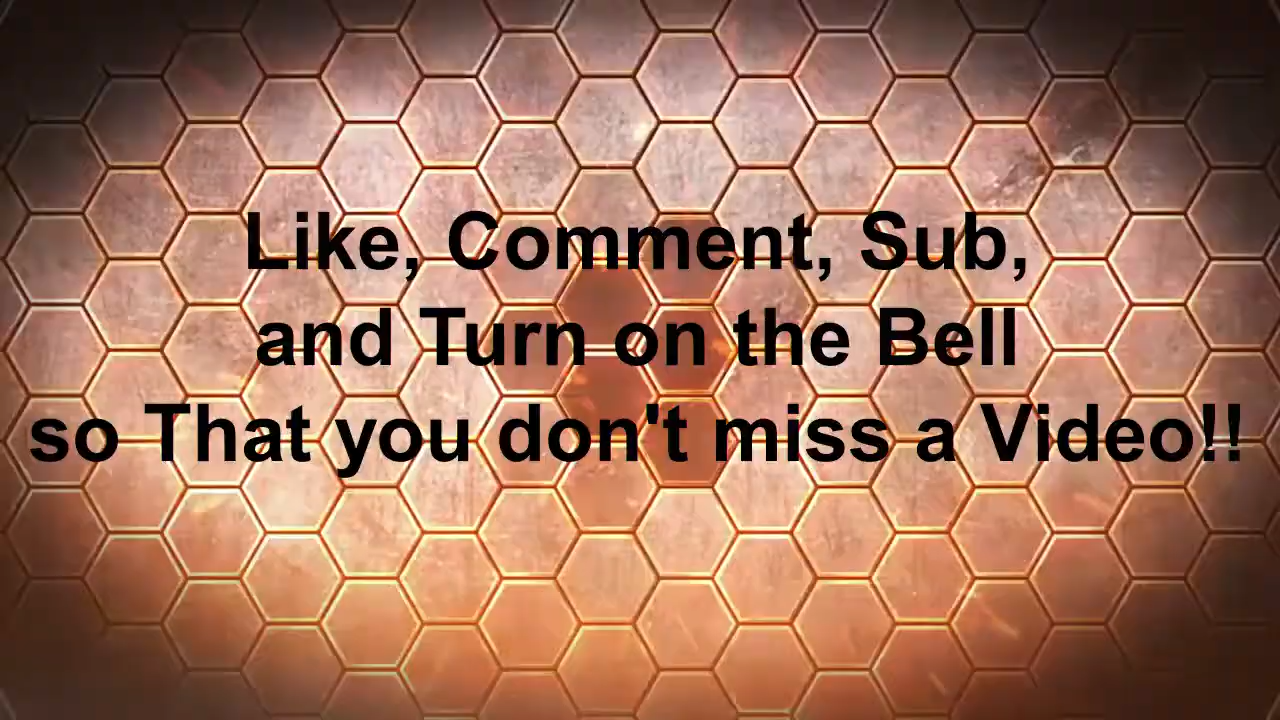 Like, Comment, Sub,
and Turn on the Bell
so That you don't miss a Video!!